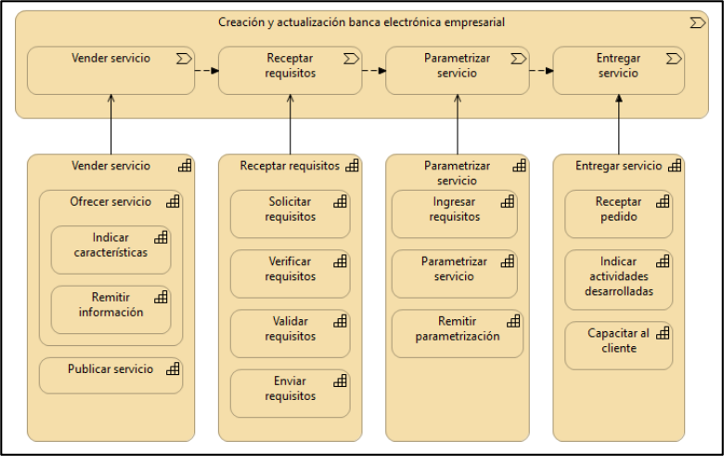 Creación y actualización banca electrónica empresarial
Vender servicio
Receptar
requisitos
Parametrizar
servicio
Entregar
servicio
Vender servicio
Ofrecer servicio
Indicar
características
Remitir
información
Publicar servicio
Receptar requisitos
Solicitar
requisitos
Verificar
requisitos
Validar
requisitos
Enviar
requisitos
Parametrizar
servicio
Ingresar
requisitos
Parametrizar
servicio
Remitir
parametrización
Entregar servicio
Receptar
pedido
Indicar
actividades
desarrolladas
Capacitar al
cliente